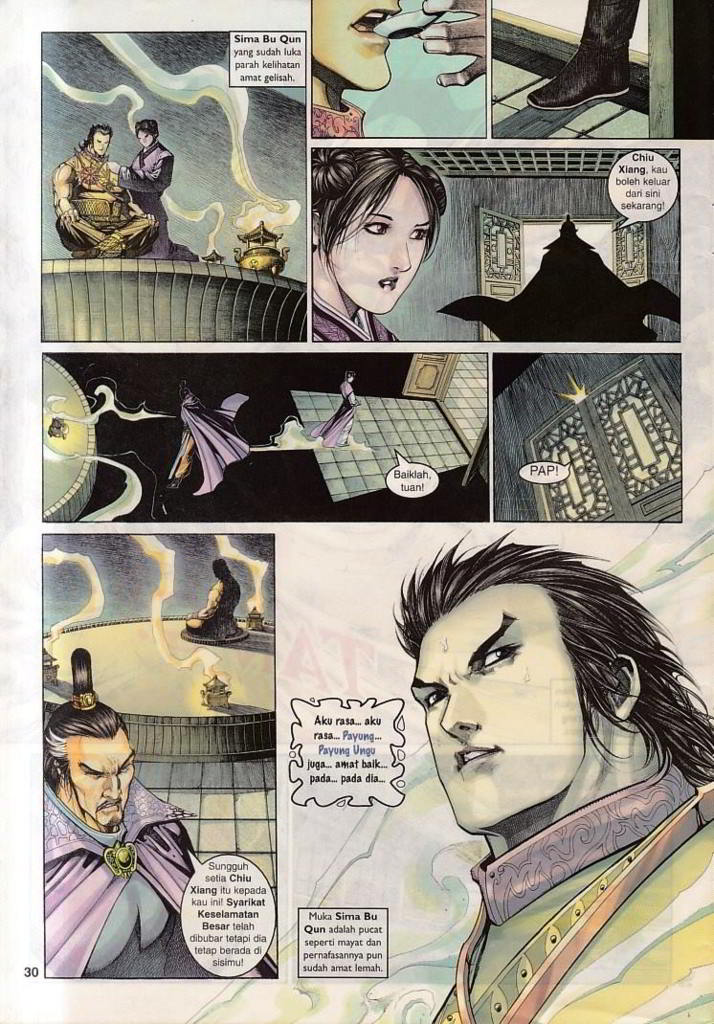 Sima Bu Qun
yang sudah luka
parah kelihatan
amat gelisah.
Chiu
Xiang, kau
boleh keluar
dari sini
sekarang!
Baiklah,
tuan!
PAP!
Aku rasa... aku
rasa... Payung...
Payung Ungu
juga... amat baik...
pada... pada dia...
Sungguh
setia Chiu
Xiang itu kepada
kau ini! Syarikat
Keselamatan
Besar telah
dibubar tetapi dia
tetap berada di
sisimu!
Muka Sima Bu
Qun adalah pucat
seperti mayat dan
pernafasannya pun
sudah amat lemah.
30